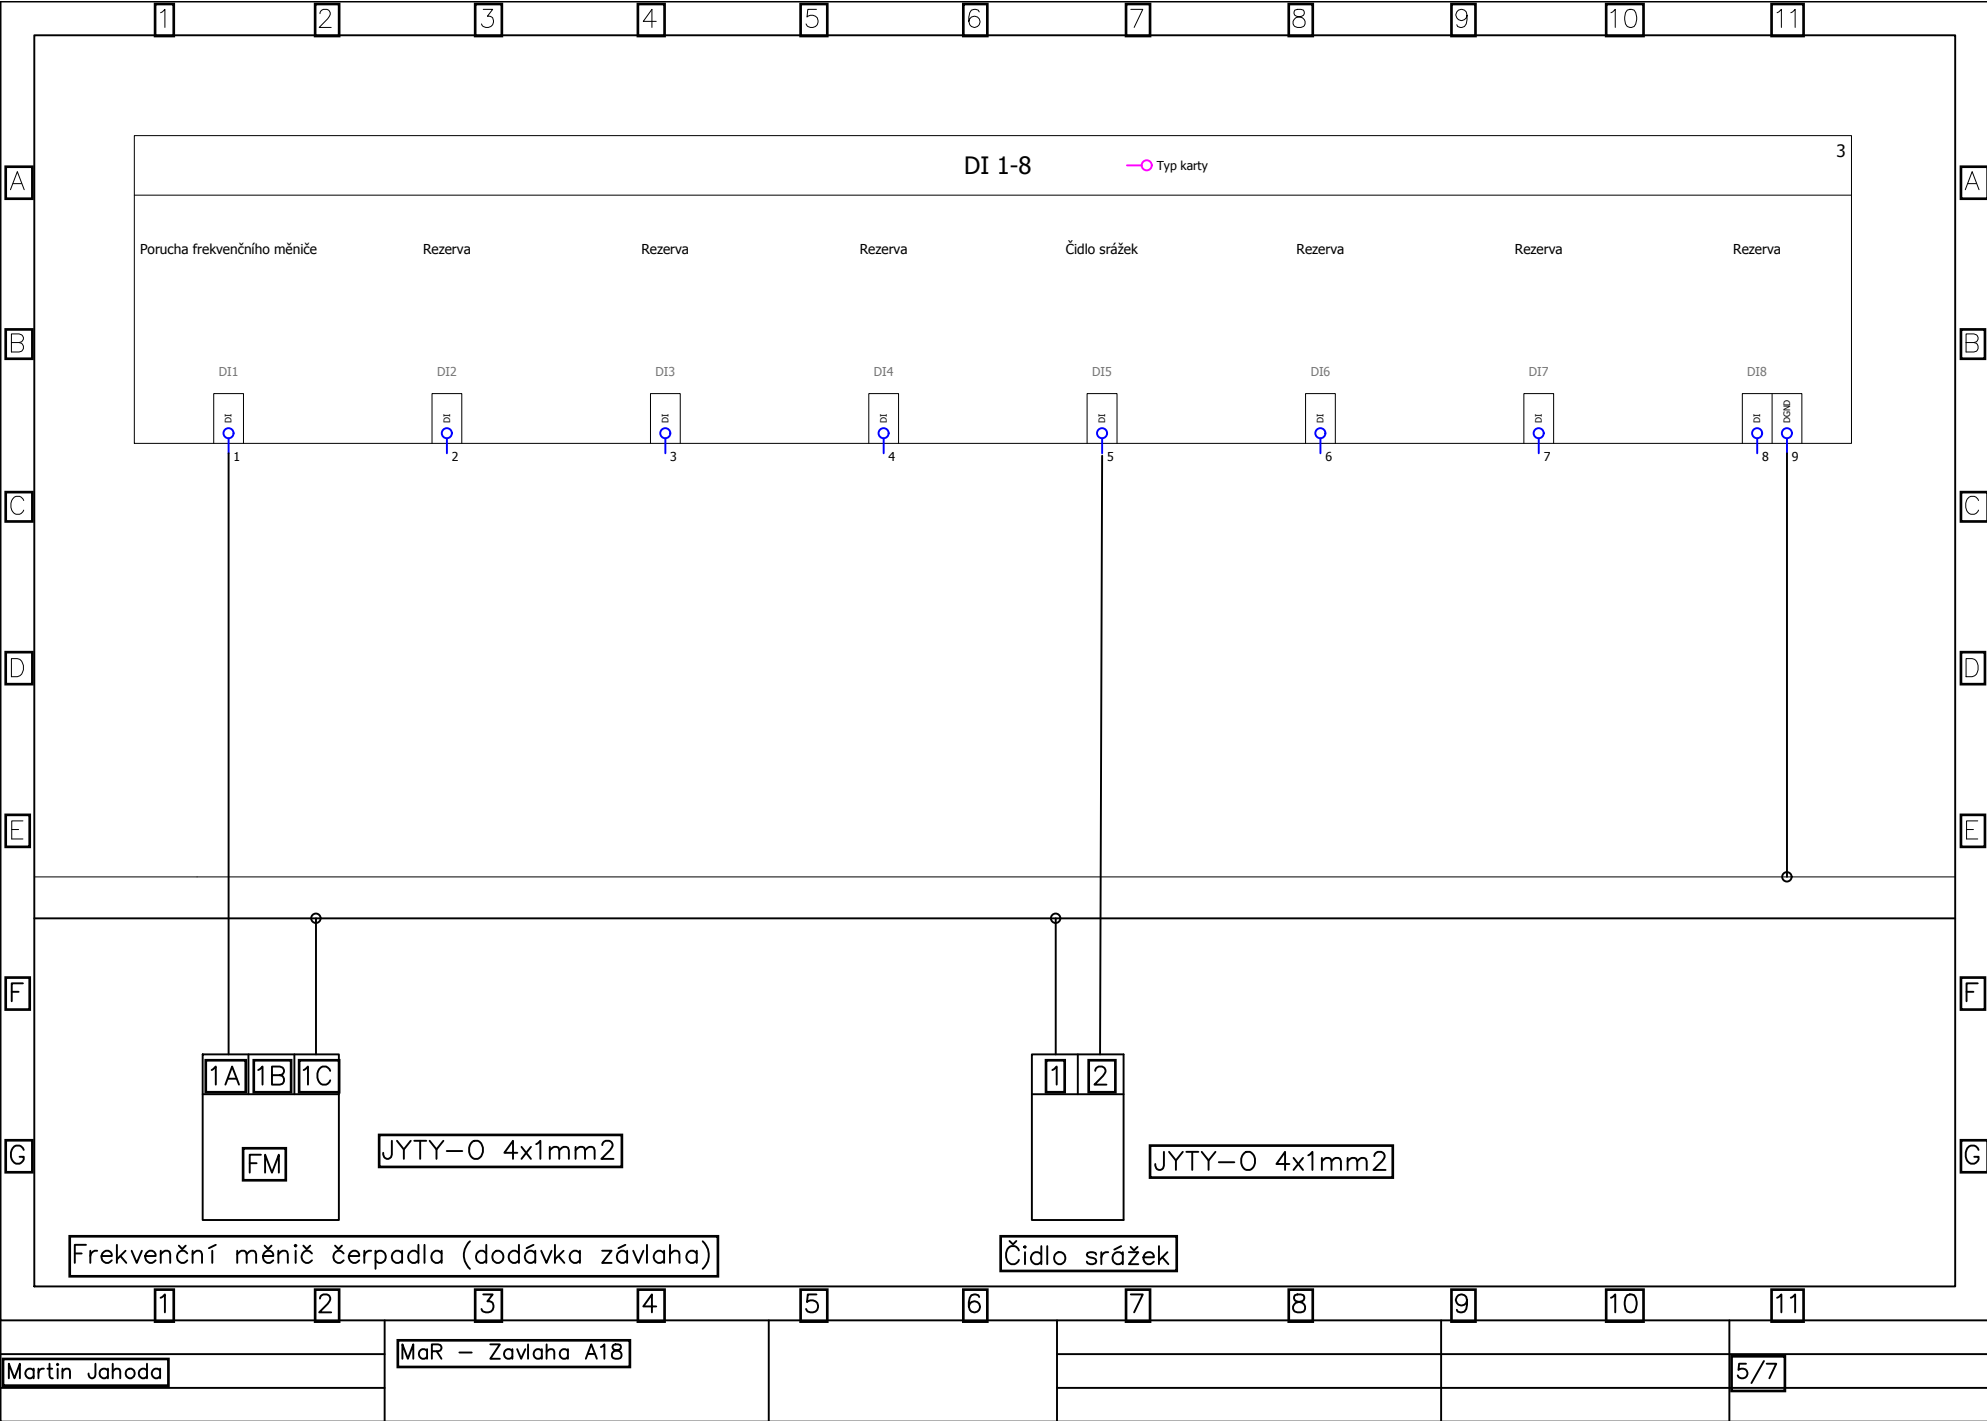 1 2 3 4 5 6 7 8 9 10 11
DI 1-8 Typ karty 3
A A
Porucha frekvenčního měniče Rezerva Rezerva Rezerva Čidlo srážek Rezerva Rezerva Rezerva
B B
DI1 DI2 DI3 DI4 DI5 DI6 DI7 DI8
DI DI DI DI DI DI DI DI DGND
1 2 3 4 5 6 7 8 9
C C
D D
E E
F F
1A 1B 1C 1 2
FM JYTY-O 4x1mm2 JYTY-O 4x1mm2
G G
Frekvenční měnič čerpadla (dodávka závlaha) Čidlo srážek
1 2 3 4 5 6 7 8 9 10 11
MaR - Zavlaha A18
Martin Jahoda 5/7